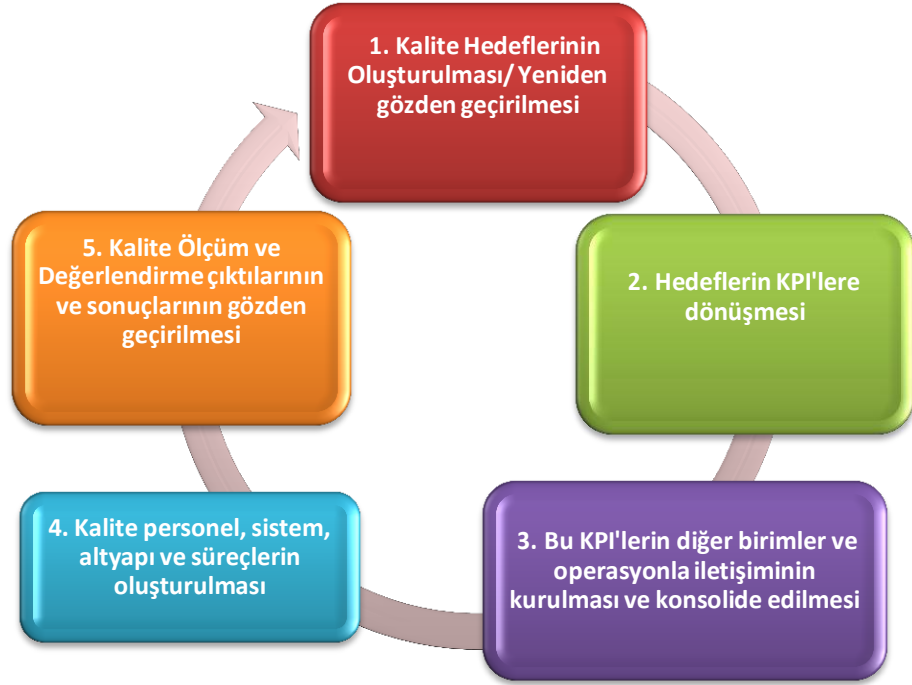 1. Kalite Hedeflerinin
Oluşturulması/ Yeniden
gözden geçirilmesi
2. Hedeflerin KPI'lere
dönüşmesi
3. Bu KPI'lerin diğer birimler ve
operasyonla iletişiminin
kurulması ve konsolide edilmesi
4. Kalite personel, sistem,
altyapı ve süreçlerin
oluşturulması
5. Kalite Ölçüm ve
Değerlendirme çıktılarının
ve sonuçlarının gözden
geçirilmesi